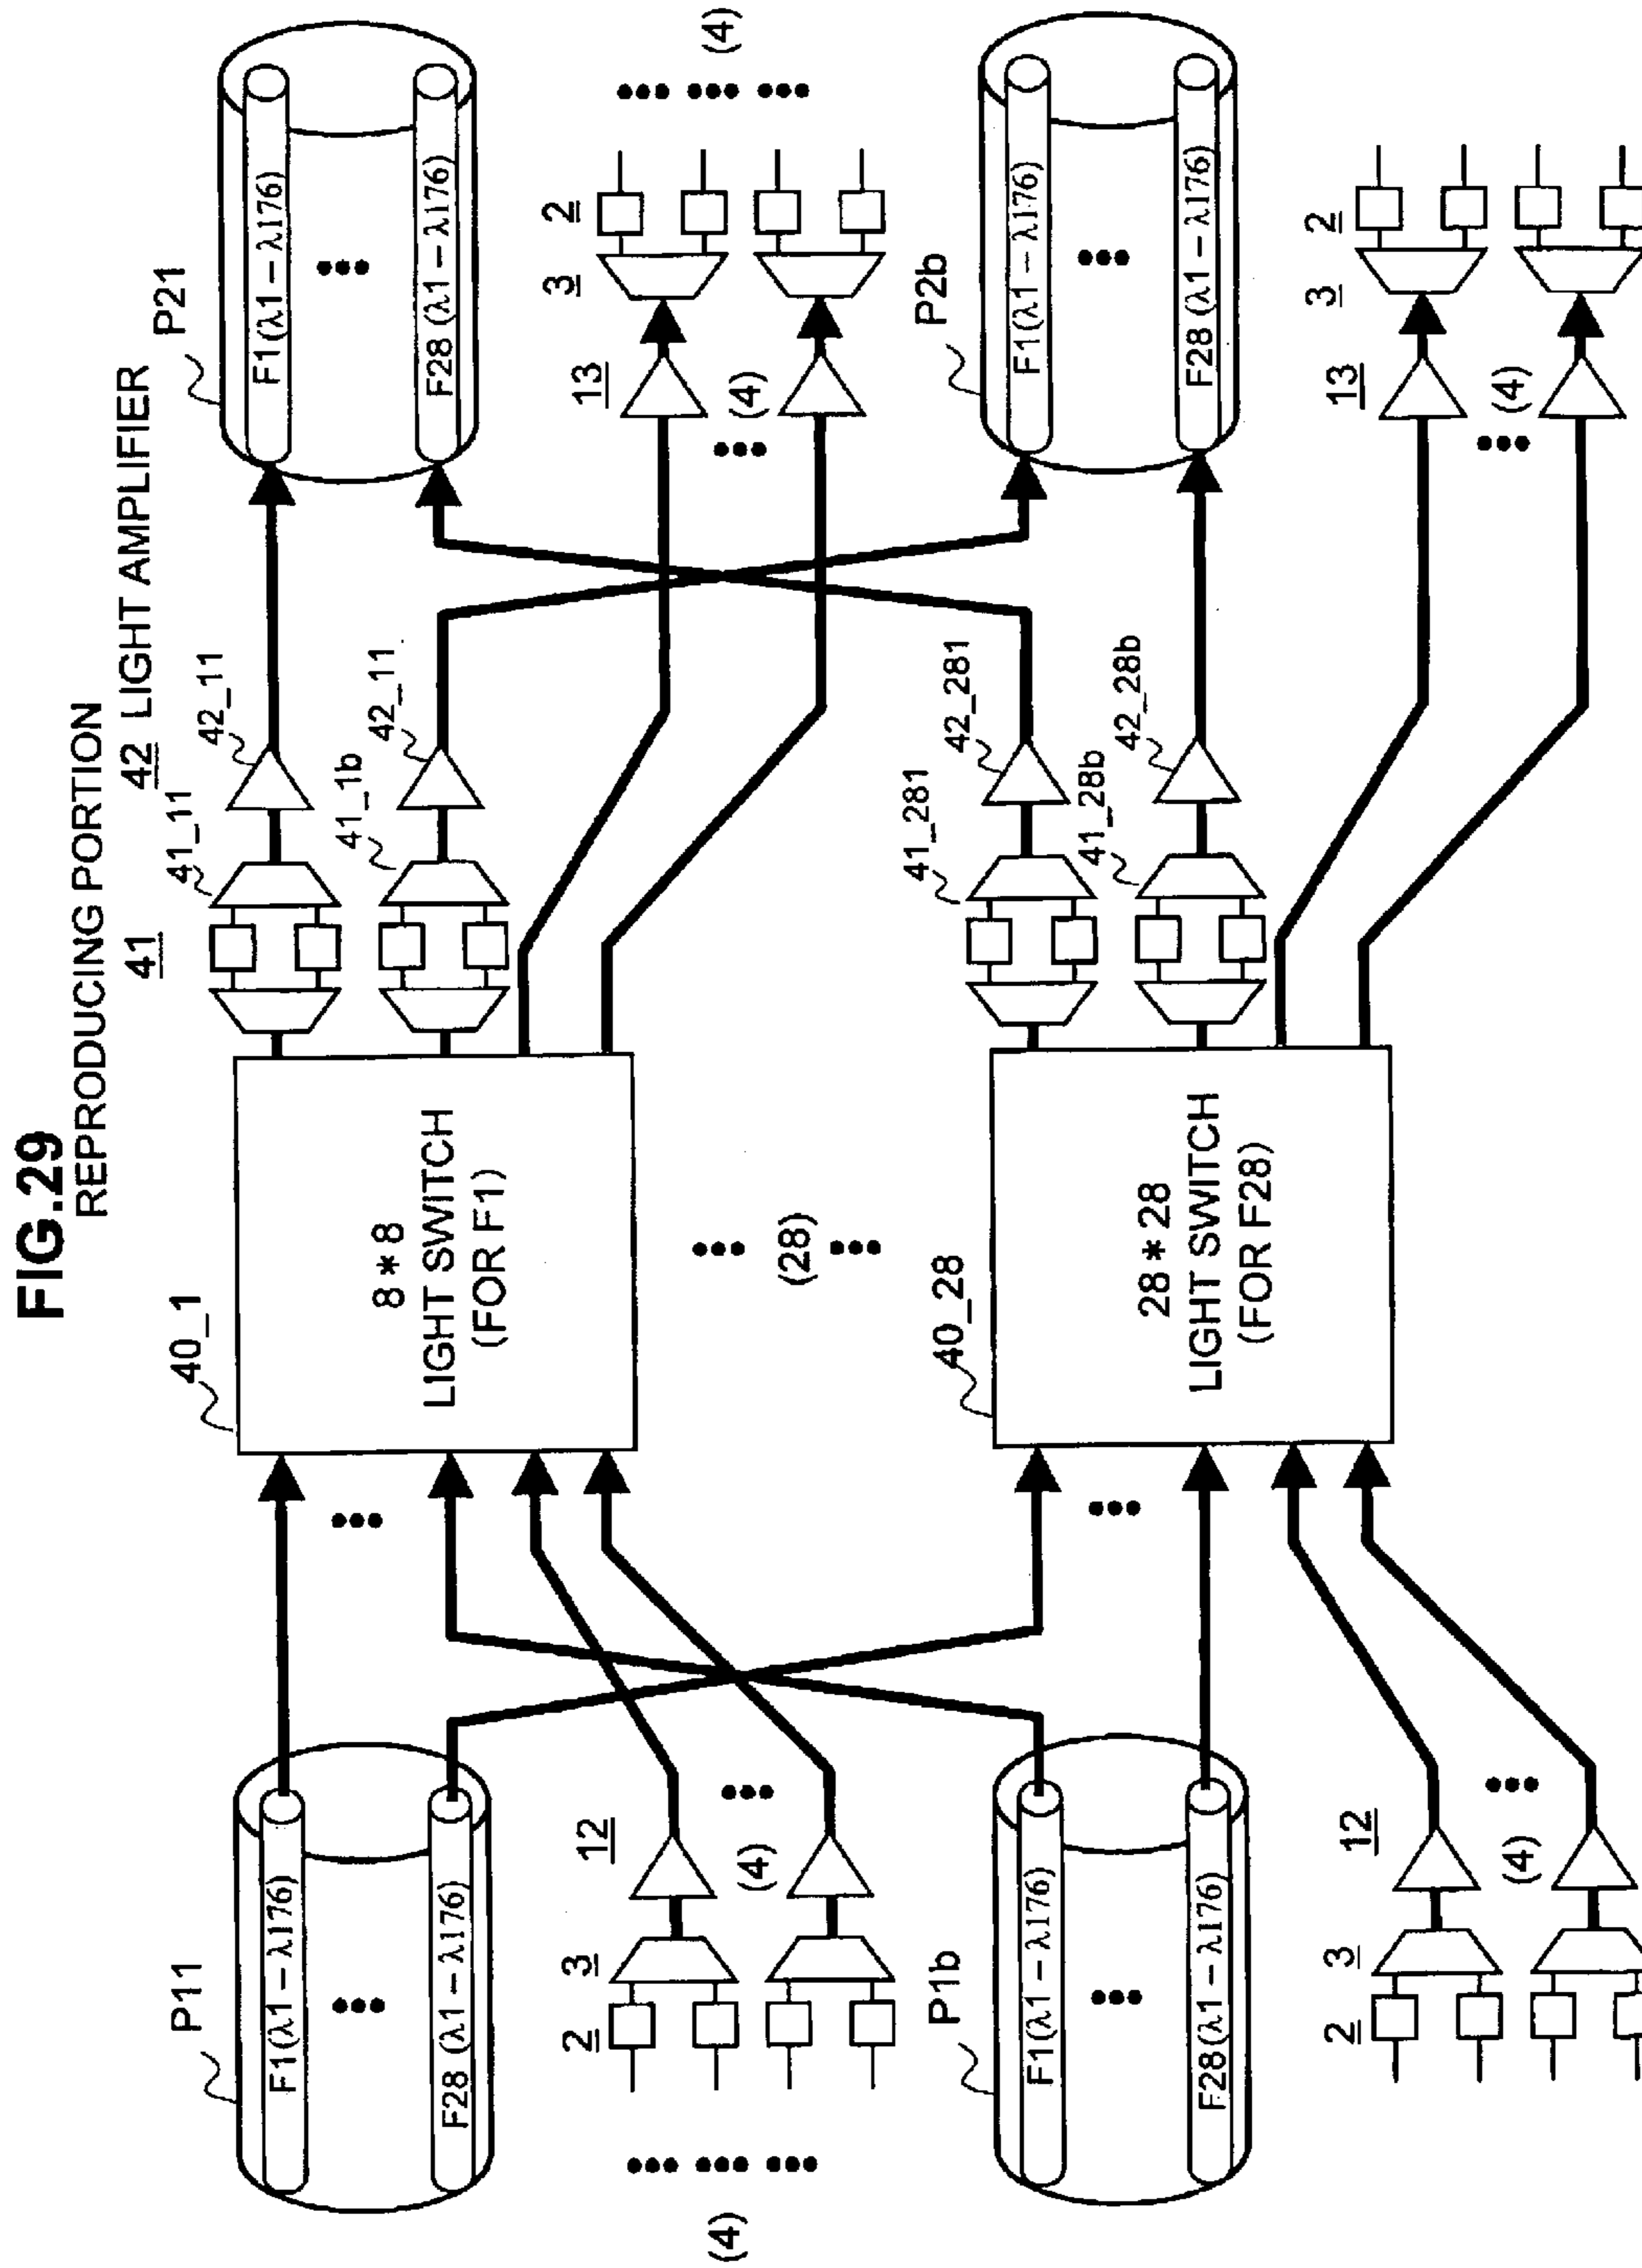 FIG.29
REPRODUCING PORTION
41
42 LIGHT AMPLIFIER
P11
F1(λ1−λ176)
F28 (λ1−λ176)
(4)
2
3
12
(4)
40_1
8*8
LIGHT SWITCH
(FOR F1)
41_11
42_11
41_1b
42_11
P21
F1(λ1−λ176)
F28 (λ1−λ176)
13
(4)
3
2
(4)
(28)
P1b
F1(λ1−λ176)
F28(λ1−λ176)
2
3
12
(4)
40_28
28*28
LIGHT SWITCH
(FOR F28)
41_281
42_281
41_28b
42_28b
P2b
F1(λ1−λ176)
F28 (λ1−λ176)
13
(4)
3
2